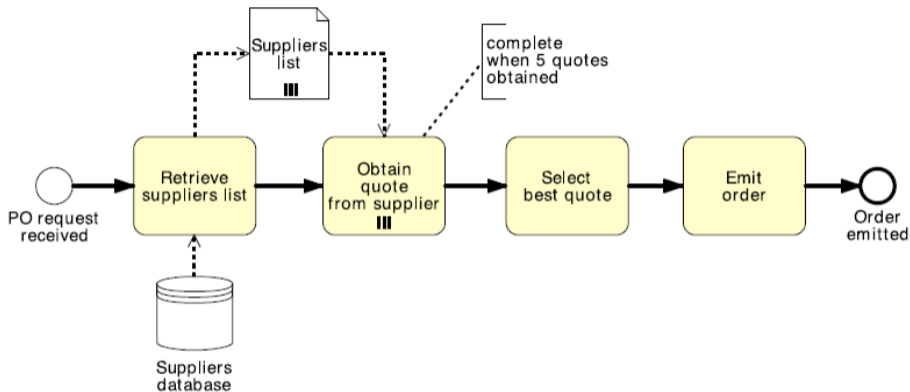 Suppliers
list
complete
when 5 quotes
obtained
PO request
received
Retrieve
suppliers list
Obtain
quote
from supplier
Select
best quote
Emit
order
Order
emitted
Suppliers
database